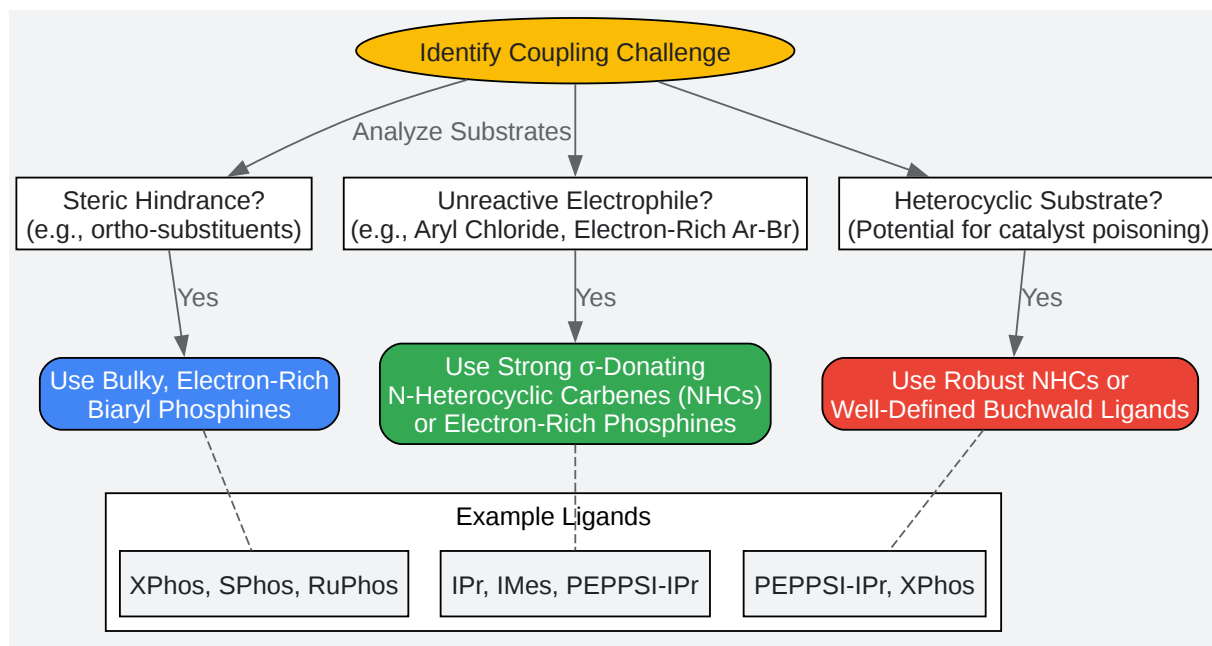 Identify Coupling Challenge
Analyze Substrates
Steric Hindrance?
(e.g., ortho-substituents)
Unreactive Electrophile?
(e.g., Aryl Chloride, Electron-Rich Ar-Br)
Heterocyclic Substrate?
(Potential for catalyst poisoning)
Yes
Yes
Yes
Use Bulky, Electron-Rich
Biaryl Phosphines
Use Strong σ-Donating
N-Heterocyclic Carbenes (NHCs)
or Electron-Rich Phosphines
Use Robust NHCs or
Well-Defined Buchwald Ligands
Example Ligands
XPhos, SPhos, RuPhos
IPr, IMes, PEPPSI-IPr
PEPPSI-IPr, XPhos